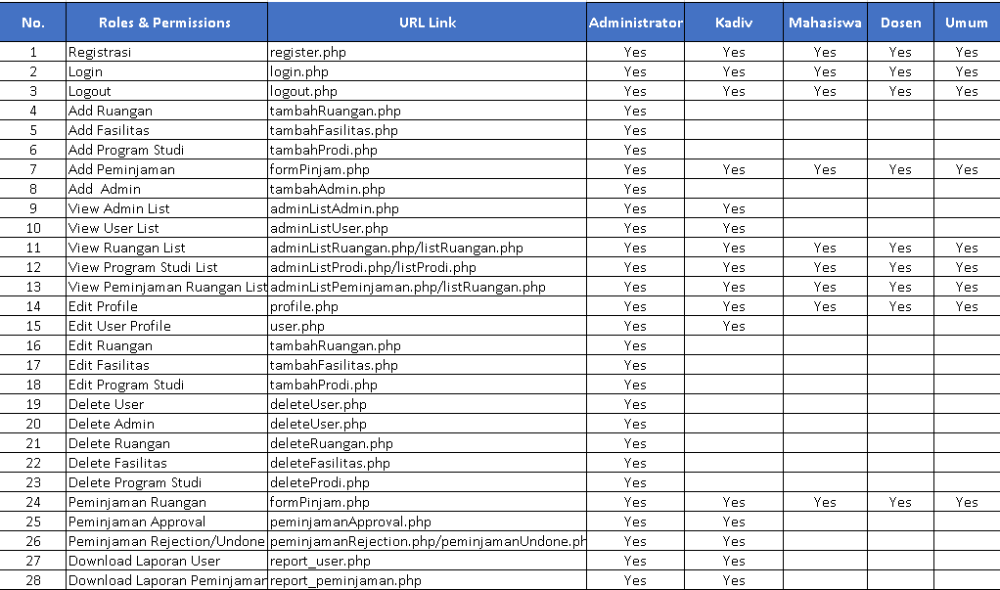 No. Roles & Permissions URL Link Administrator Kadiv Mahasiswa Dosen Umum
1 Registrasi register.php Yes Yes Yes Yes Yes
2 Login login.php Yes Yes Yes Yes Yes
3 Logout logout.php Yes Yes Yes Yes Yes
4 Add Ruangan tambahRuangan.php Yes
5 Add Fasilitas tambahFasilitas.php Yes
6 Add Program Studi tambahProdi.php Yes
7 Add Peminjaman formPinjam.php Yes Yes Yes Yes Yes
8 Add Admin tambahAdmin.php Yes
9 View Admin List adminListAdmin.php Yes Yes
10 View User List adminListUser.php Yes Yes
11 View Ruangan List adminListRuangan.php/listRuangan.php Yes Yes Yes Yes Yes
12 View Program Studi List adminListProdi.php/listProdi.php Yes Yes Yes Yes Yes
13 View Peminjaman Ruangan List adminListPeminjaman.php/listRuangan.php Yes Yes Yes Yes Yes
14 Edit Profile profile.php Yes Yes Yes Yes Yes
15 Edit User Profile user.php Yes Yes
16 Edit Ruangan tambahRuangan.php Yes
17 Edit Fasilitas tambahFasilitas.php Yes
18 Edit Program Studi tambahProdi.php Yes
19 Delete User deleteUser.php Yes
20 Delete Admin deleteUser.php Yes
21 Delete Ruangan deleteRuangan.php Yes
22 Delete Fasilitas deleteFasilitas.php Yes
23 Delete Program Studi deleteProdi.php Yes
24 Peminjaman Ruangan formPinjam.php Yes Yes Yes Yes Yes
25 Peminjaman Approval peminjamanApproval.php Yes Yes
26 Peminjaman Rejection/Undone peminjamanRejection.php/peminjamanUndone.ph Yes Yes
27 Download Laporan User report_user.php Yes Yes
28 Download Laporan Peminjamar report_peminjaman.php Yes Yes